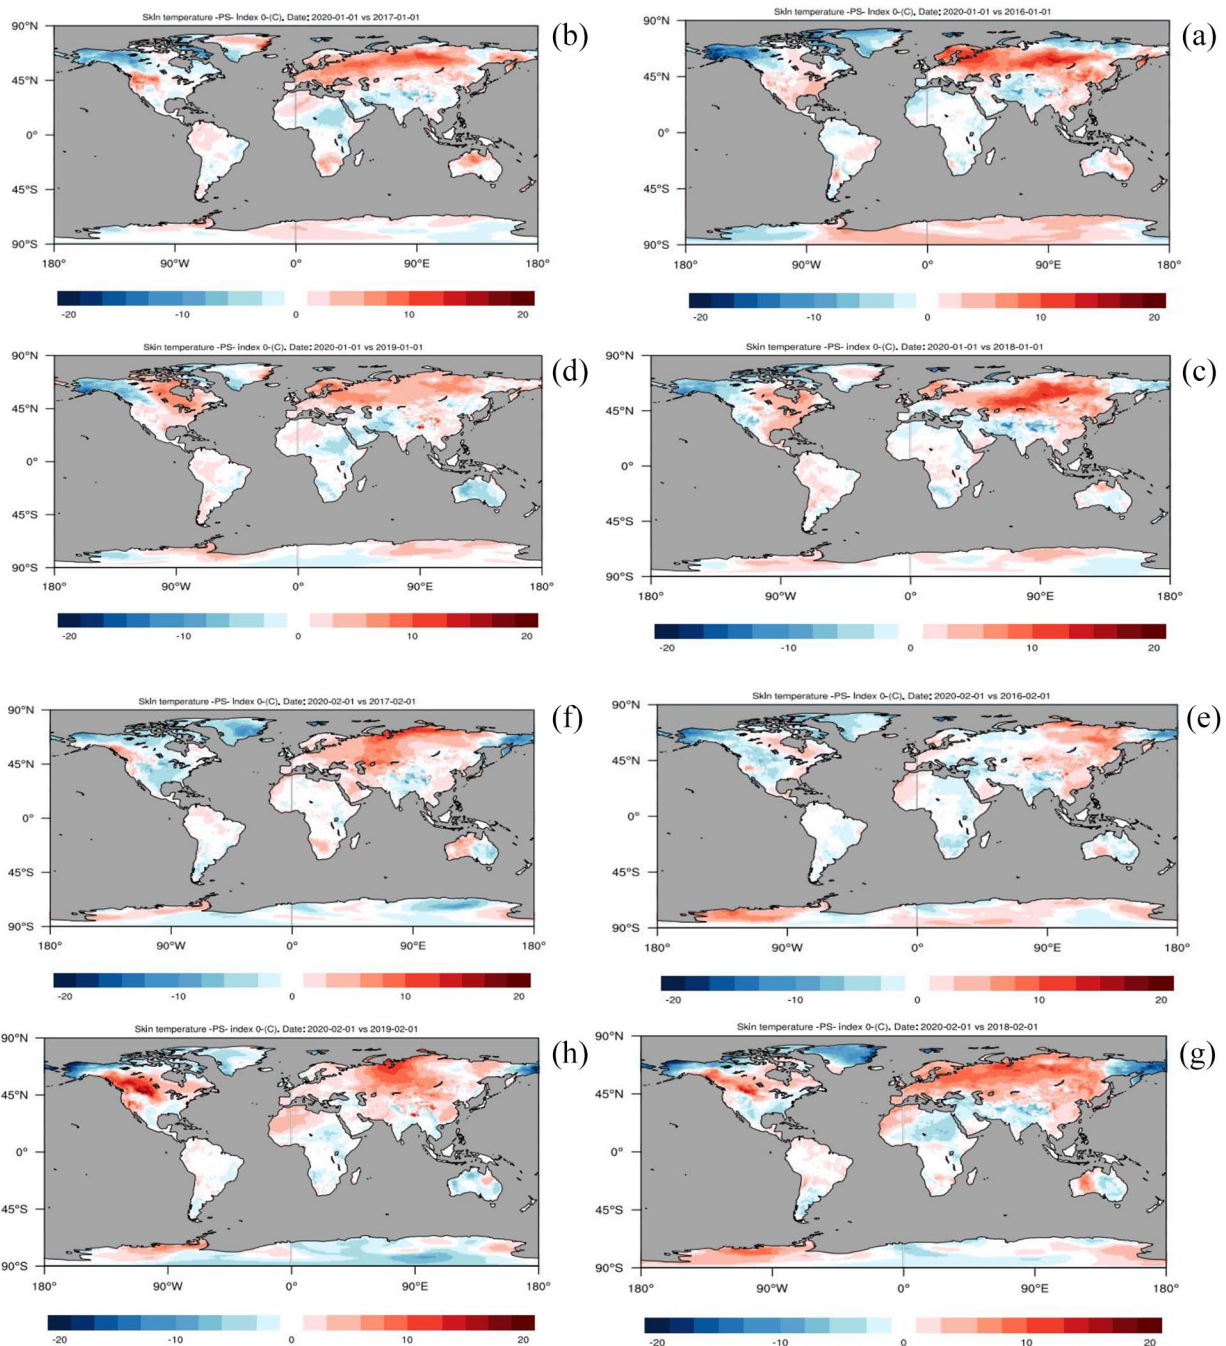 Skin temperature -PS- Index 0-(C). Date: 2020-01-01 vs 2017-01-01
(b)
90°N
45°N
0°
45°S
90°S
180° 90°W 0° 90°E 180°
-20 -10 0 10 20
Skin temperature -PS- Index 0-(C). Date: 2020-01-01 vs 2016-01-01
(a)
90°N
45°N
0°
45°S
90°S
180° 90°W 0° 90°E 180°
-20 -10 0 10 20
Skin temperature -PS- index 0-(C). Date: 2020-01-01 vs 2019-01-01
(d)
90°N
45°N
0°
45°S
90°S
180° 90°W 0° 90°E 180°
-20 -10 0 10 20
Skin temperature -PS- index 0-(C). Date: 2020-01-01 vs 2018-01-01
(c)
90°N
45°N
0°
45°S
90°S
180° 90°W 0° 90°E 180°
-20 -10 0 10 20
Skin temperature -PS- Index 0-(C). Date: 2020-02-01 vs 2017-02-01
(f)
90°N
45°N
0°
45°S
90°S
180° 90°W 0° 90°E 180°
-20 -10 0 10 20
Skin temperature -PS- Index 0-(C). Date: 2020-02-01 vs 2016-02-01
(e)
90°N
45°N
0°
45°S
90°S
180° 90°W 0° 90°E 180°
-20 -10 0 10 20
Skin temperature -PS- index 0-(C). Date: 2020-02-01 vs 2019-02-01
(h)
90°N
45°N
0°
45°S
90°S
180° 90°W 0° 90°E 180°
-20 -10 0 10 20
Skin temperature -PS- index 0-(C). Date: 2020-02-01 vs 2018-02-01
(g)
90°N
45°N
0°
45°S
90°S
180° 90°W 0° 90°E 180°
-20 -10 0 10 20